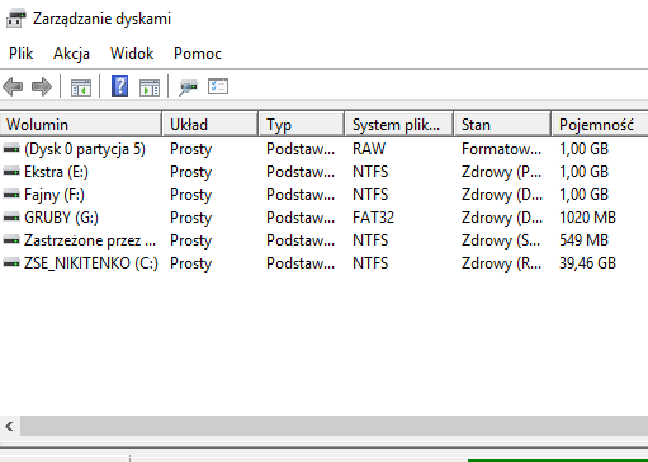 Zarządzanie dyskami
Plik Akcja Widok Pomoc
Wolumin Układ Typ System plik... Stan Pojemność
(Dysk 0 partycja 5) Prosty Podstaw... RAW Formatow... 1,00 GB
Ekstra (E:) Prosty Podstaw... NTFS Zdrowy (P... 1,00 GB
Fajny (F:) Prosty Podstaw... NTFS Zdrowy (D... 1,00 GB
GRUBY (G:) Prosty Podstaw... FAT32 Zdrowy (D... 1020 MB
Zastrzeżone przez ... Prosty Podstaw... NTFS Zdrowy (S... 549 MB
ZSE_NIKITENKO (C:) Prosty Podstaw... NTFS Zdrowy (R... 39,46 GB